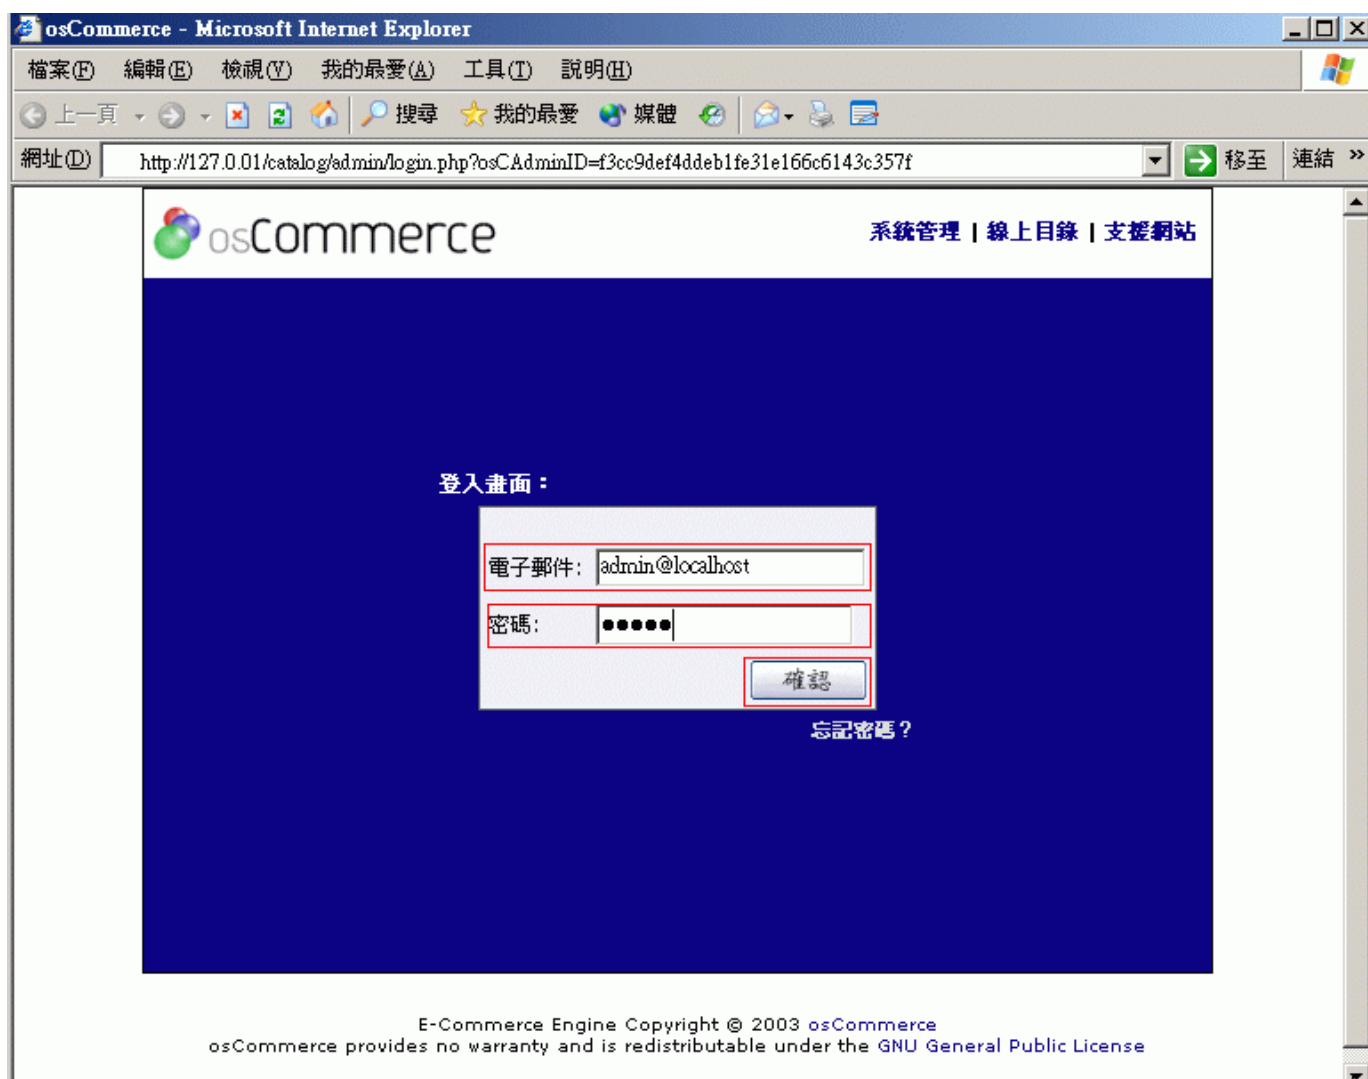 osCommerce - Microsoft Internet Explorer
檔案(F) 編輯(E) 檢視(V) 我的最愛(A) 工具(T) 說明(H)
上一頁 搜尋 我的最愛 媒體
網址(D) http://127.0.01/catalog/admin/login.php?osCAdminID=f3cc9def4ddeb1fe31e166c6143c357f 移至 連結 »
osCommerce 系統管理 | 線上目錄 | 支援網站
登入畫面：
電子郵件: admin@localhost
密碼: ●●●●●
確認
忘記密碼？
E-Commerce Engine Copyright © 2003 osCommerce
osCommerce provides no warranty and is redistributable under the GNU General Public License